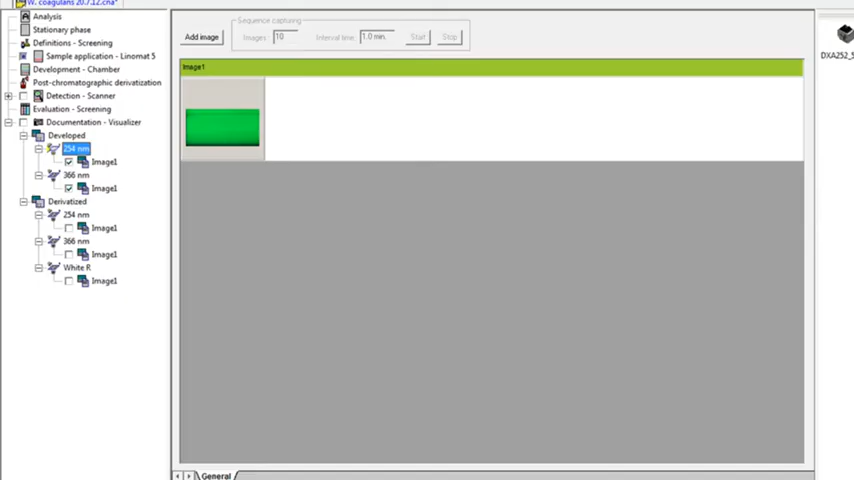 W. coagulans 20.7.12.cna*
Analysis
Stationary phase
Definitions - Screening
Sample application - Linomat 5
Development - Chamber
Post-chromatographic derivatization
Detection - Scanner
Evaluation - Screening
Documentation - Visualizer
Developed
254 nm
Image1
366 nm
Image1
Derivatized
254 nm
Image1
366 nm
Image1
White R
Image1
Add image
Sequence capturing
Images: 10
Interval time: 1.0 min.
Start
Stop
Image1
General